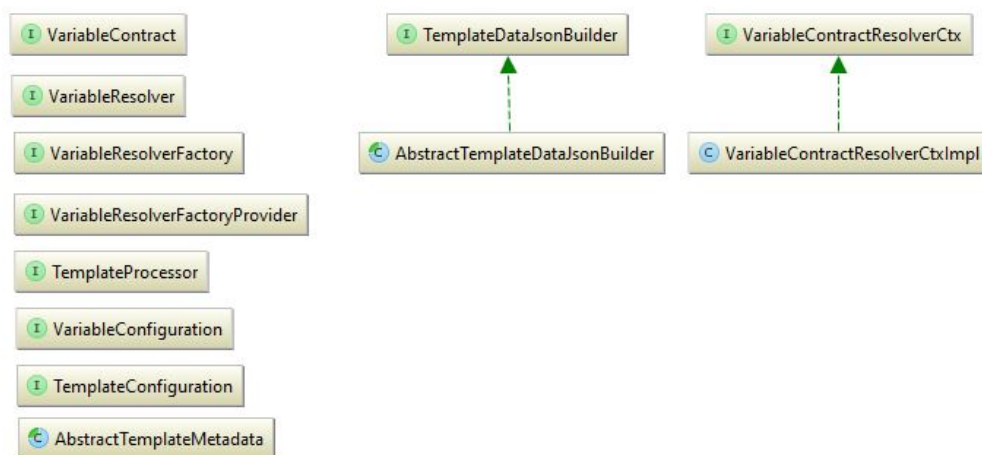 I VariableContract
I TemplateDataJsonBuilder
I VariableContractResolverCtx
I VariableResolver
I VariableResolverFactory
C AbstractTemplateDataJsonBuilder
C VariableContractResolverCtxImpl
I VariableResolverFactoryProvider
I TemplateProcessor
I VariableConfiguration
I TemplateConfiguration
C AbstractTemplateMetadata